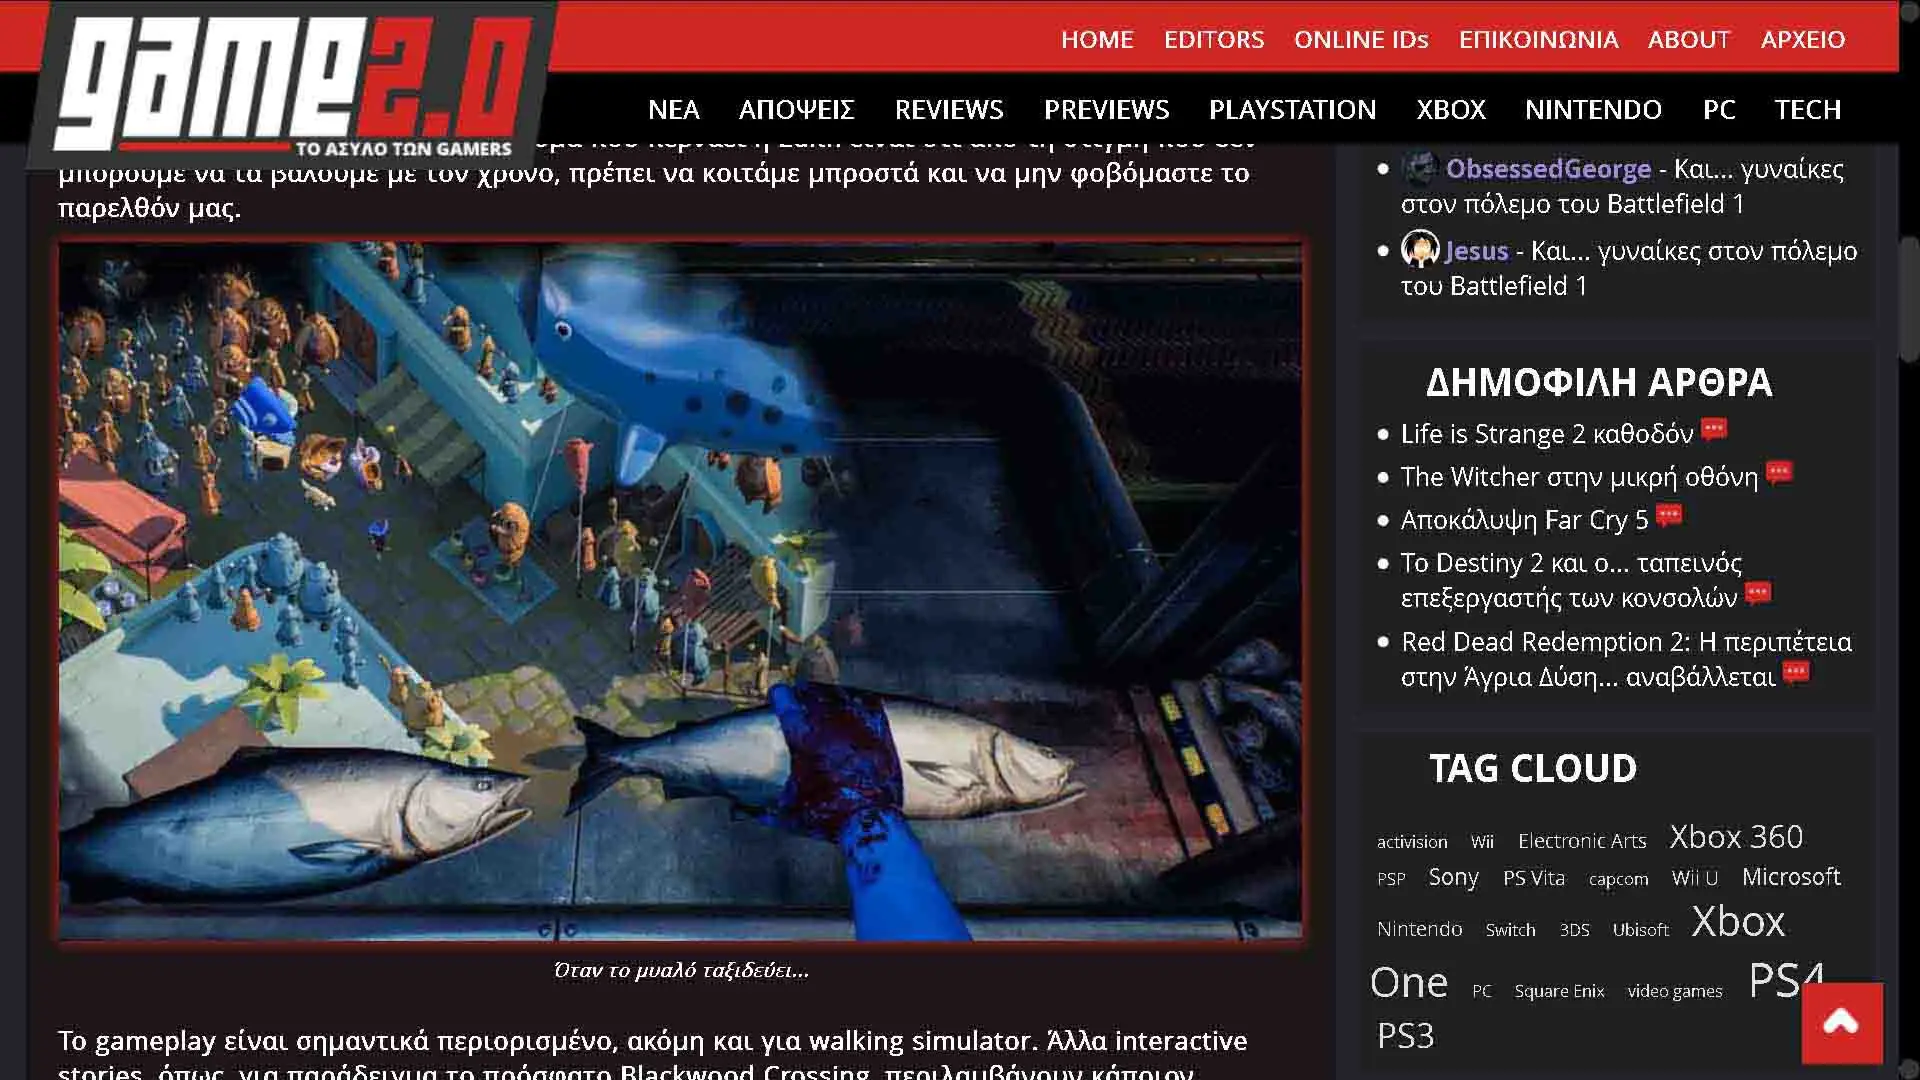 game2.0
ΤΟ ΑΣΥΛΟ ΤΩΝ GAMERS
HOME EDITORS ONLINE IDs ΕΠΙΚΟΙΝΩΝΙΑ ABOUT ΑΡΧΕΙΟ
ΝΕΑ ΑΠΟΨΕΙΣ REVIEWS PREVIEWS PLAYSTATION XBOX NINTENDO PC TECH
μπορούμε να τα βάλουμε με τον χρόνο, πρέπει να κοιτάμε μπροστά και να μην φοβόμαστε το
παρελθόν μας.
Όταν το μυαλό ταξιδεύει...
Το gameplay είναι σημαντικά περιορισμένο, ακόμη και για walking simulator. Άλλα interactive
stories, όπως, για παράδειγμα το πρόσφατο Blackwood Crossing, περιλαμβάνουν κάποιον
ObsessedGeorge - Και... γυναίκες
στον πόλεμο του Battlefield 1
Jesus - Και... γυναίκες στον πόλεμο
του Battlefield 1
ΔΗΜΟΦΙΛΗ ΑΡΘΡΑ
Life is Strange 2 καθοδόν
The Witcher στην μικρή οθόνη
Αποκάλυψη Far Cry 5
Το Destiny 2 και ο... ταπεινός
επεξεργαστής των κονσολών
Red Dead Redemption 2: Η περιπέτεια
στην Άγρια Δύση... αναβάλλεται
TAG CLOUD
activision Wii Electronic Arts Xbox 360
PSP Sony PS Vita capcom Wii U Microsoft
Nintendo Switch 3DS Ubisoft Xbox
One PC Square Enix video games PS4
PS3